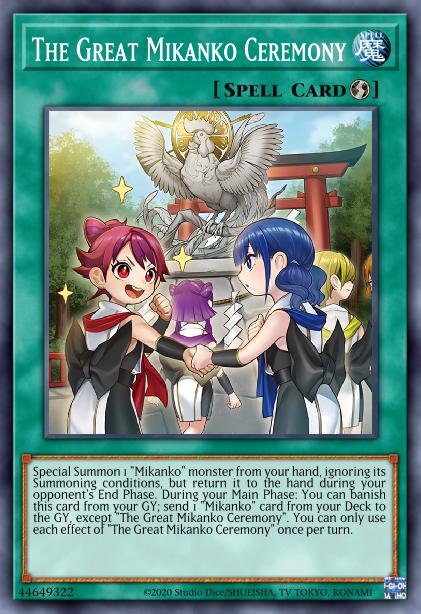 THE GREAT MIKANKO CEREMONY
SPELL
魔
[SPELL CARD]
Special Summon 1 "Mikanko" monster from your hand, ignoring its
Summoning conditions, but return it to the hand during your
opponent's End Phase. During your Main Phase: You can banish
this card from your GY; send 1 "Mikanko" card from your Deck to
the GY, except "The Great Mikanko Ceremony". You can only use
each effect of "The Great Mikanko Ceremony" once per turn.
44649322
©2020 Studio Dice/SHUEISHA, TV TOKYO, KONAMI